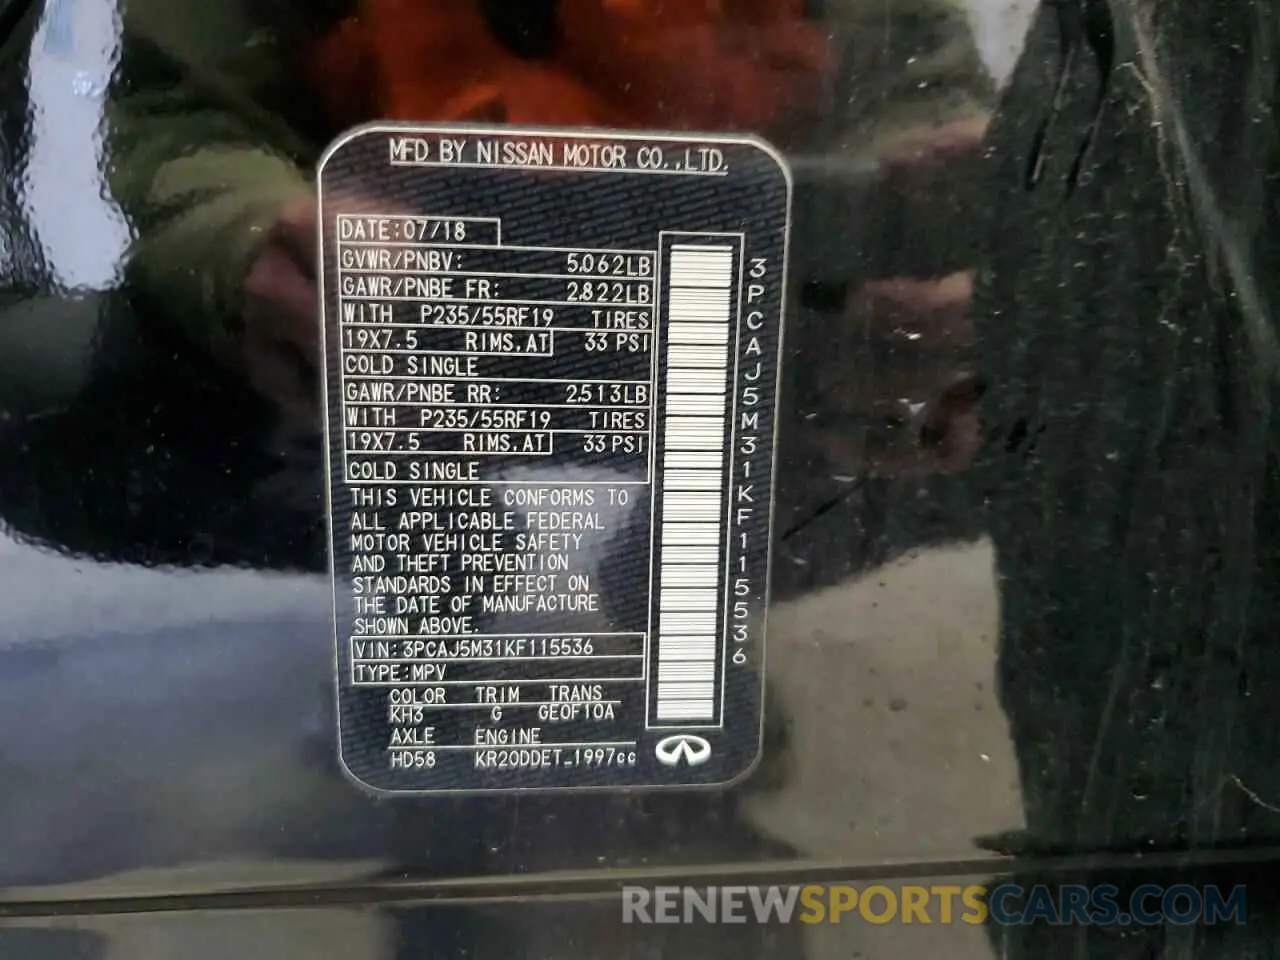 MFD BY NISSAN MOTOR CO.,LTD.
DATE:07/18
GVWR/PNBV: 5.062LB
GAWR/PNBE FR: 2.822LB
WITH P235/55RF19 TIRES
19X7.5 RIMS.AT 33 PSI
COLD SINGLE
GAWR/PNBE RR: 2.513LB
WITH P235/55RF19 TIRES
19X7.5 RIMS.AT 33 PSI
COLD SINGLE
THIS VEHICLE CONFORMS TO
ALL APPLICABLE FEDERAL
MOTOR VEHICLE SAFETY
AND THEFT PREVENTION
STANDARDS IN EFFECT ON
THE DATE OF MANUFACTURE
SHOWN ABOVE.
VIN:3PCAJ5M31KF115536
TYPE:MPV
COLOR TRIM TRANS
KH3 G GE0F10A
AXLE ENGINE
HD58 KR20DDET_1997cc
3PCAJ5M31KF115536
RENEWSPORTSCARS.COM